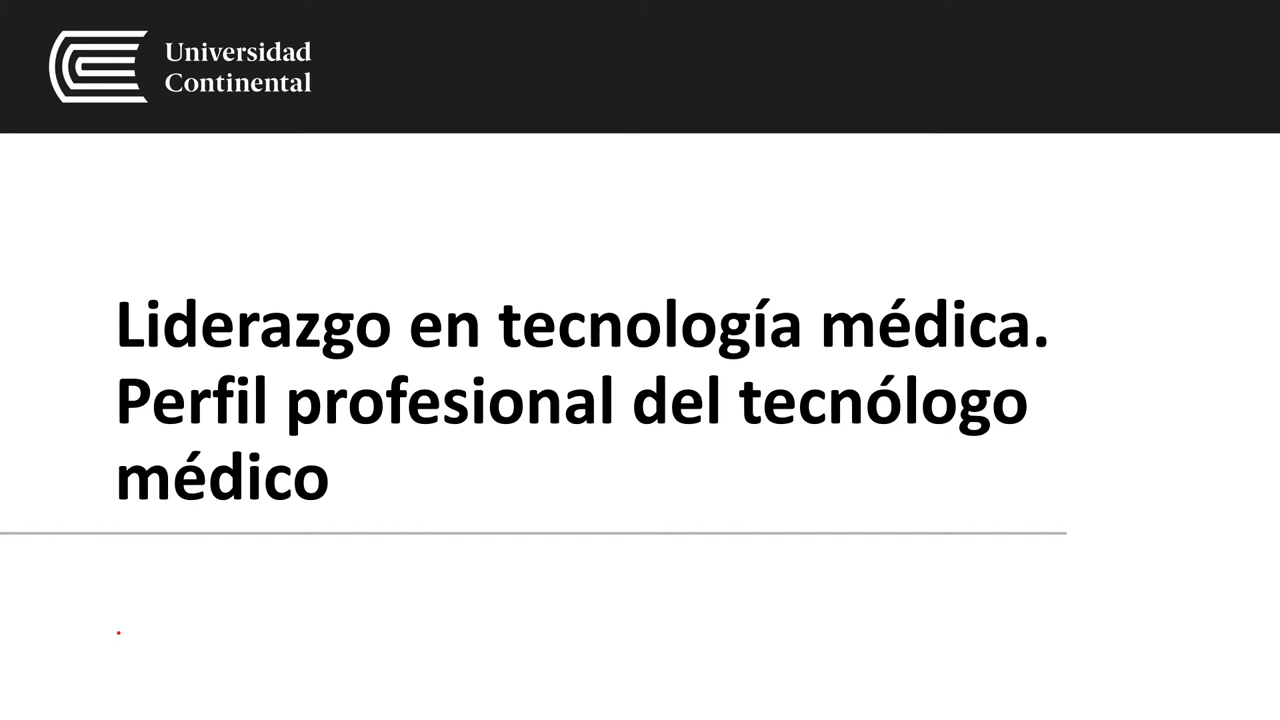 Universidad
Continental
Liderazgo en tecnología médica.
Perfil profesional del tecnólogo
médico
.